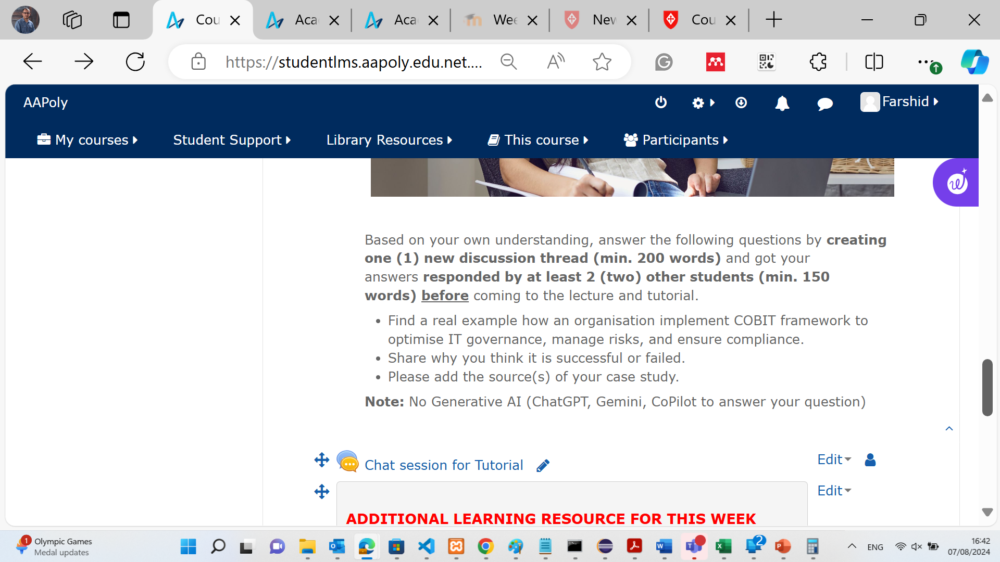 Cou
Aca
Aca
Wee
New
Cou
https://studentlms.aapoly.edu.net....
AAPoly
Farshid
My courses
Student Support
Library Resources
This course
Participants
Based on your own understanding, answer the following questions by creating
one (1) new discussion thread (min. 200 words) and got your
answers responded by at least 2 (two) other students (min. 150
words) before coming to the lecture and tutorial.
• Find a real example how an organisation implement COBIT framework to
optimise IT governance, manage risks, and ensure compliance.
• Share why you think it is successful or failed.
• Please add the source(s) of your case study.
Note: No Generative AI (ChatGPT, Gemini, CoPilot to answer your question)
Chat session for Tutorial
Edit
Edit
ADDITIONAL LEARNING RESOURCE FOR THIS WEEK
1
Olympic Games
Medal updates
2
ENG
16:42
07/08/2024